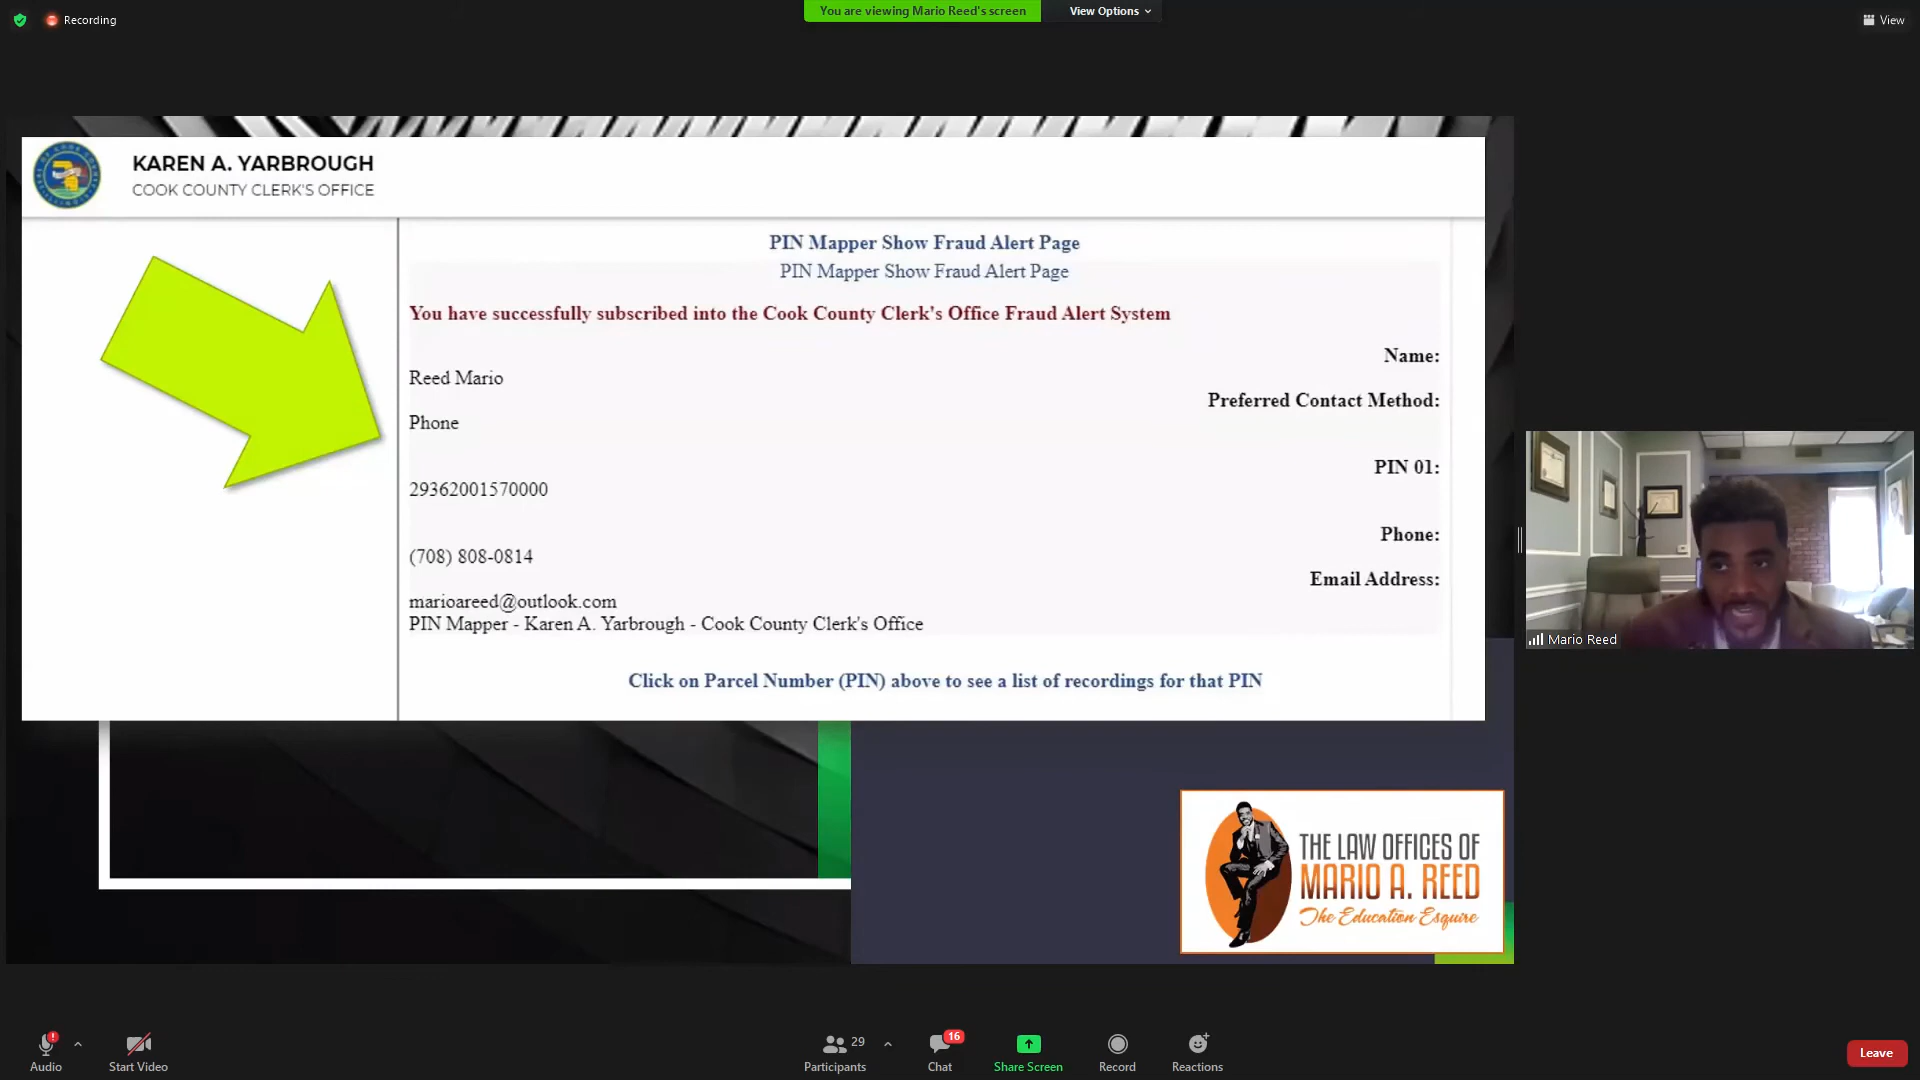 Recording
You are viewing Mario Reed's screen
View Options
View
KAREN A. YARBROUGH
COOK COUNTY CLERK'S OFFICE
PIN Mapper Show Fraud Alert Page
PIN Mapper Show Fraud Alert Page
You have successfully subscribed into the Cook County Clerk's Office Fraud Alert System
Name:
Reed Mario
Preferred Contact Method:
Phone
PIN 01:
29362001570000
Phone:
(708) 808-0814
Email Address:
marioareed@outlook.com
PIN Mapper - Karen A. Yarbrough - Cook County Clerk's Office
Click on Parcel Number (PIN) above to see a list of recordings for that PIN
Mario Reed
THE LAW OFFICES OF
MARIO A. REED
The Education Esquire
Audio
Start Video
29
Participants
16
Chat
Share Screen
Record
Reactions
Leave